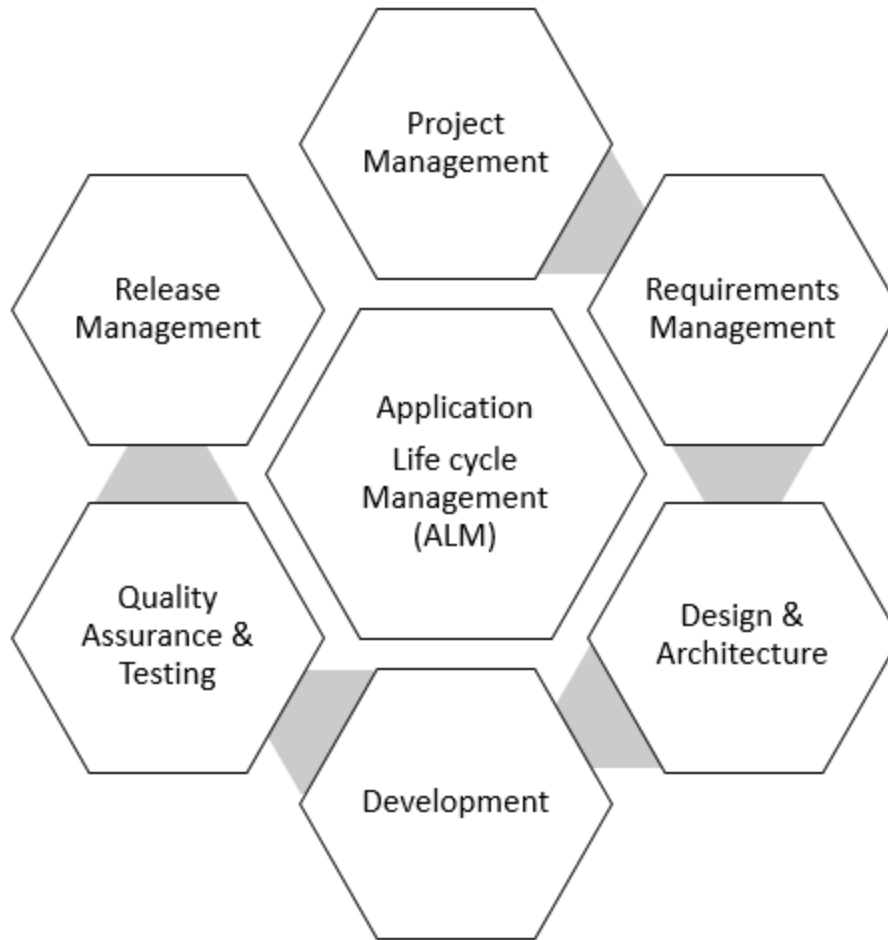 Project
Management
Requirements
Management
Design &
Architecture
Development
Quality
Assurance &
Testing
Release
Management
Application
Life cycle
Management
(ALM)